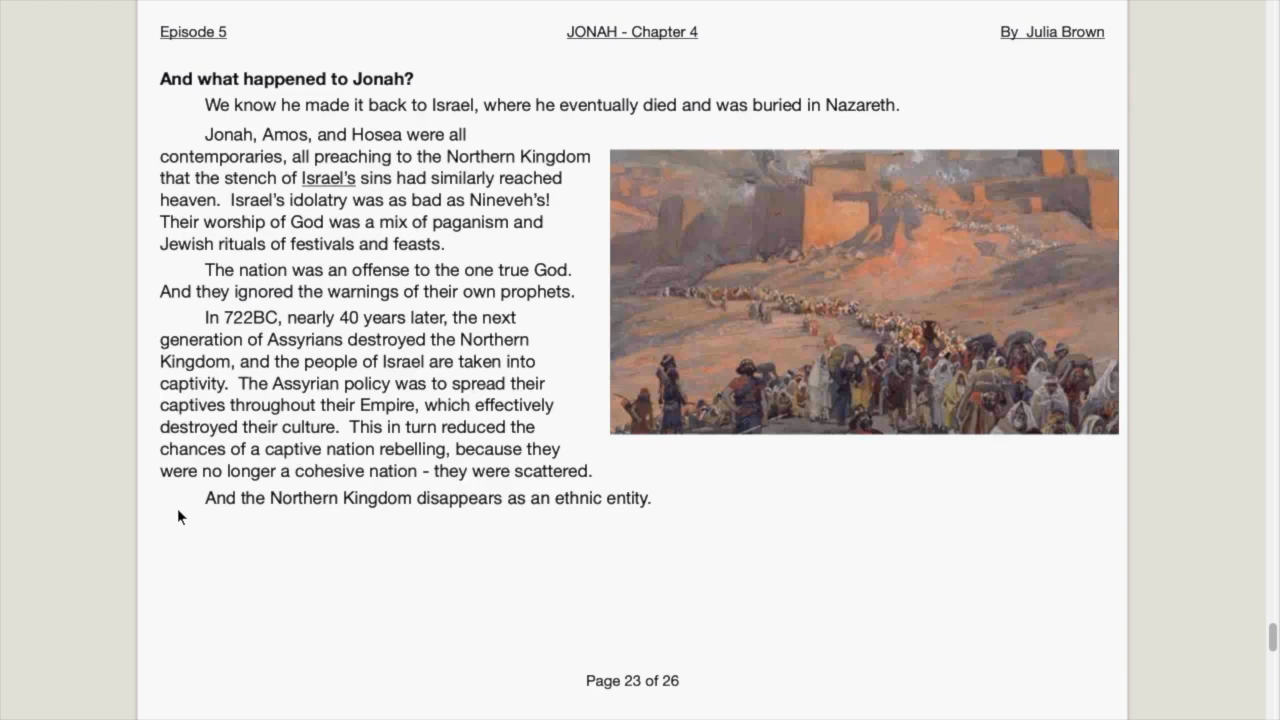 Episode 5
JONAH - Chapter 4
By Julia Brown
And what happened to Jonah?
We know he made it back to Israel, where he eventually died and was buried in Nazareth.
Jonah, Amos, and Hosea were all
contemporaries, all preaching to the Northern Kingdom
that the stench of Israel's sins had similarly reached
heaven. Israel's idolatry was as bad as Nineveh's!
Their worship of God was a mix of paganism and
Jewish rituals of festivals and feasts.
The nation was an offense to the one true God.
And they ignored the warnings of their own prophets.
In 722BC, nearly 40 years later, the next
generation of Assyrians destroyed the Northern
Kingdom, and the people of Israel are taken into
captivity. The Assyrian policy was to spread their
captives throughout their Empire, which effectively
destroyed their culture. This in turn reduced the
chances of a captive nation rebelling, because they
were no longer a cohesive nation - they were scattered.
And the Northern Kingdom disappears as an ethnic entity.
Page 23 of 26